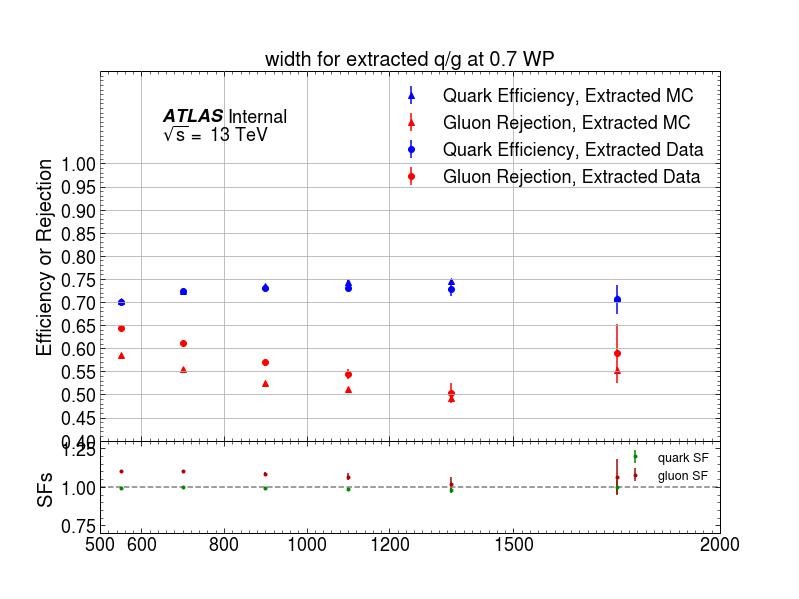 width for extracted q/g at 0.7 WP
ATLAS Internal
√s = 13 TeV
Quark Efficiency, Extracted MC
Gluon Rejection, Extracted MC
Quark Efficiency, Extracted Data
Gluon Rejection, Extracted Data
Efficiency or Rejection
1.00
0.95
0.90
0.85
0.80
0.75
0.70
0.65
0.60
0.55
0.50
0.45
0.40
SFs
1.25
1.00
0.75
quark SF
gluon SF
500 600 800 1000 1200 1500 2000